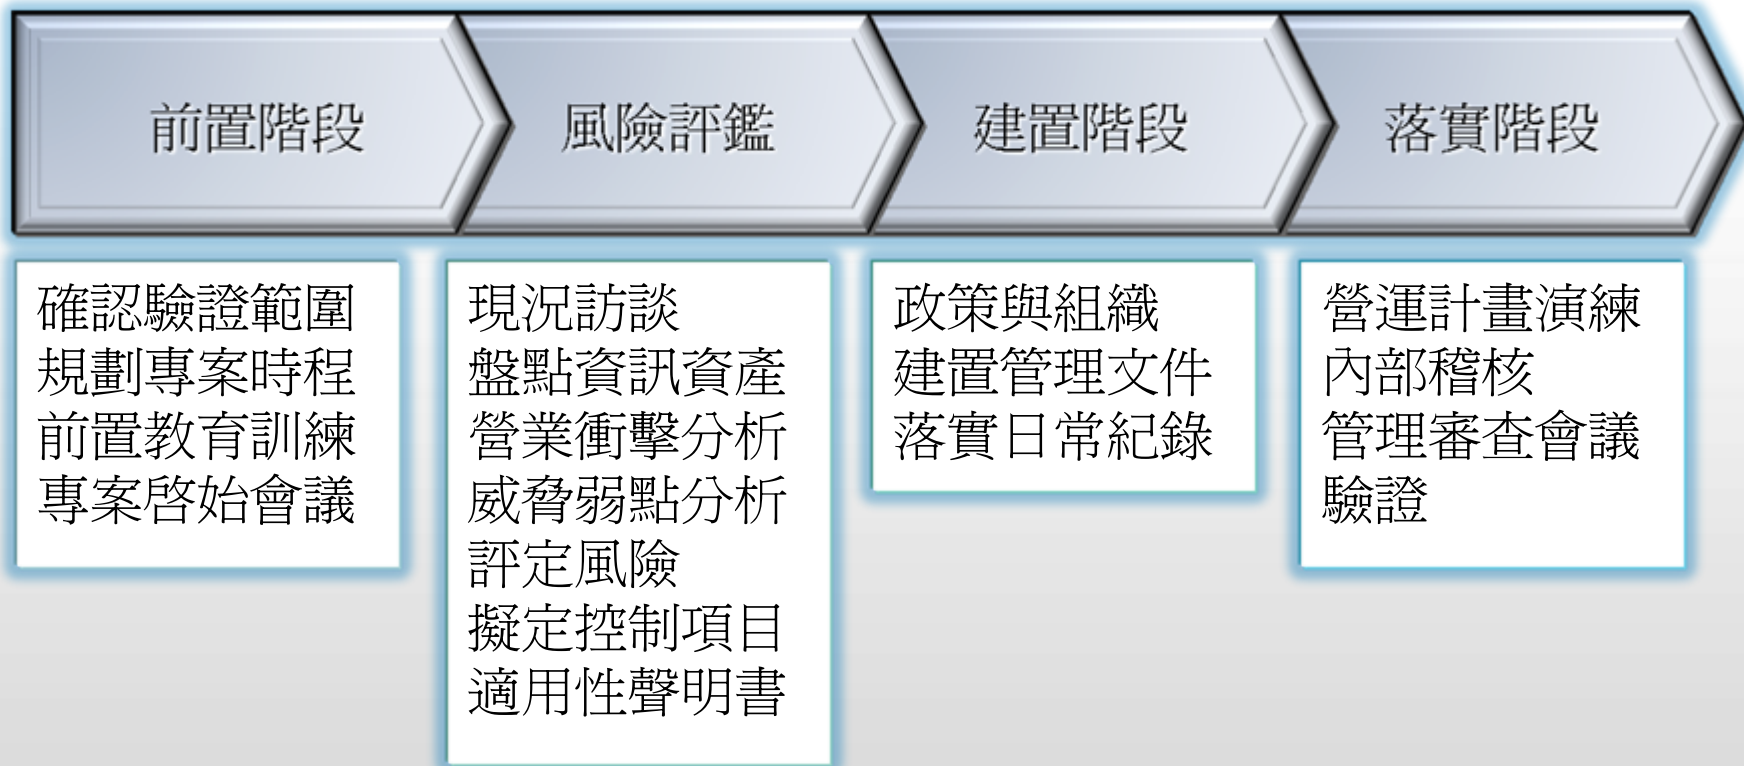 前置階段
風險評鑑
建置階段
落實階段
確認驗證範圍
規劃專案時程
前置教育訓練
專案啓始會議
現況訪談
盤點資訊資產
營業衝擊分析
威脅弱點分析
評定風險
擬定控制項目
適用性聲明書
政策與組織
建置管理文件
落實日常紀錄
營運計畫演練
內部稽核
管理審查會議
驗證